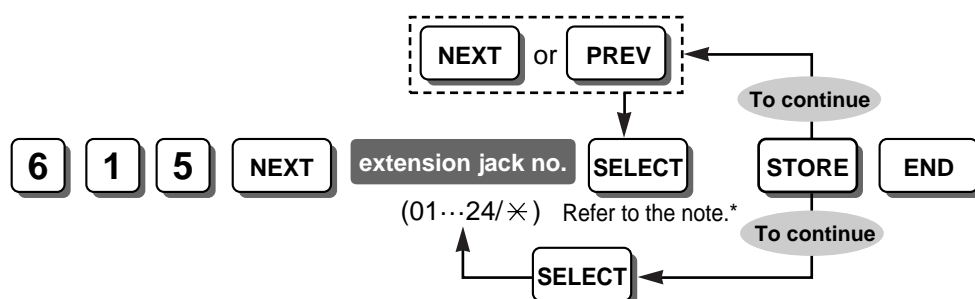 NEXT or PREV
To continue
6 1 5 NEXT extension jack no. SELECT STORE END
(01···24/✳) Refer to the note.*
To continue
SELECT